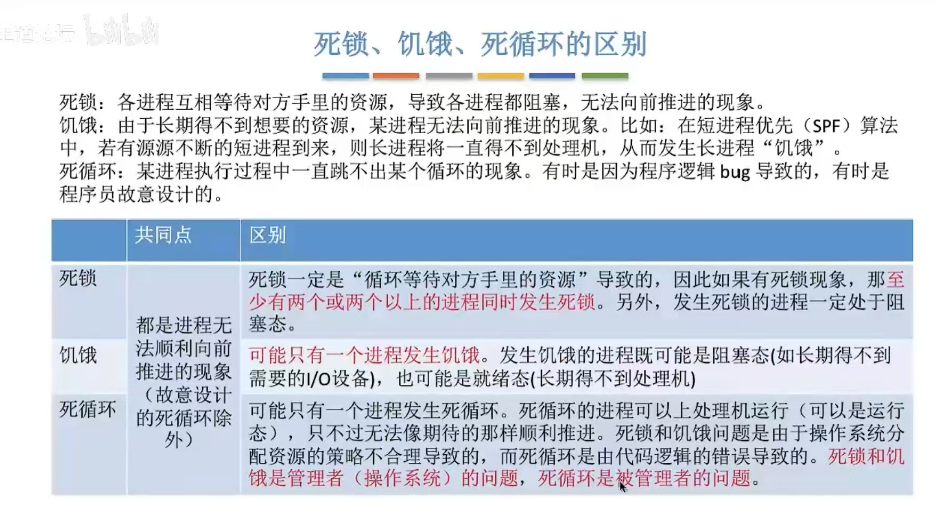 bilibili
死锁、饥饿、死循环的区别
死锁：各进程互相等待对方手里的资源，导致各进程都阻塞，无法向前推进的现象。
饥饿：由于长期得不到想要的资源，某进程无法向前推进的现象。比如：在短进程优先（SPF）算法
中，若有源源不断的短进程到来，则长进程将一直得不到处理机，从而发生长进程“饥饿”。
死循环：某进程执行过程中一直跳不出某个循环的现象。有时是因为程序逻辑 bug 导致的，有时是
程序员故意设计的。
共同点
区别
死锁
都是进程无
法顺利向前
推进的现象
（故意设计
的死循环除
外）
死锁一定是“循环等待对方手里的资源”导致的，因此如果有死锁现象，那至
少有两个或两个以上的进程同时发生死锁。另外，发生死锁的进程一定处于阻
塞态。
饥饿
可能只有一个进程发生饥饿。发生饥饿的进程既可能是阻塞态(如长期得不到
需要的I/O设备)，也可能是就绪态(长期得不到处理机)
死循环
可能只有一个进程发生死循环。死循环的进程可以上处理机运行（可以是运行
态），只不过无法像期待的那样顺利推进。死锁和饥饿问题是由于操作系统分
配资源的策略不合理导致的，而死循环是由代码逻辑的错误导致的。死锁和饥
饿是管理者（操作系统）的问题，死循环是被管理者的问题。